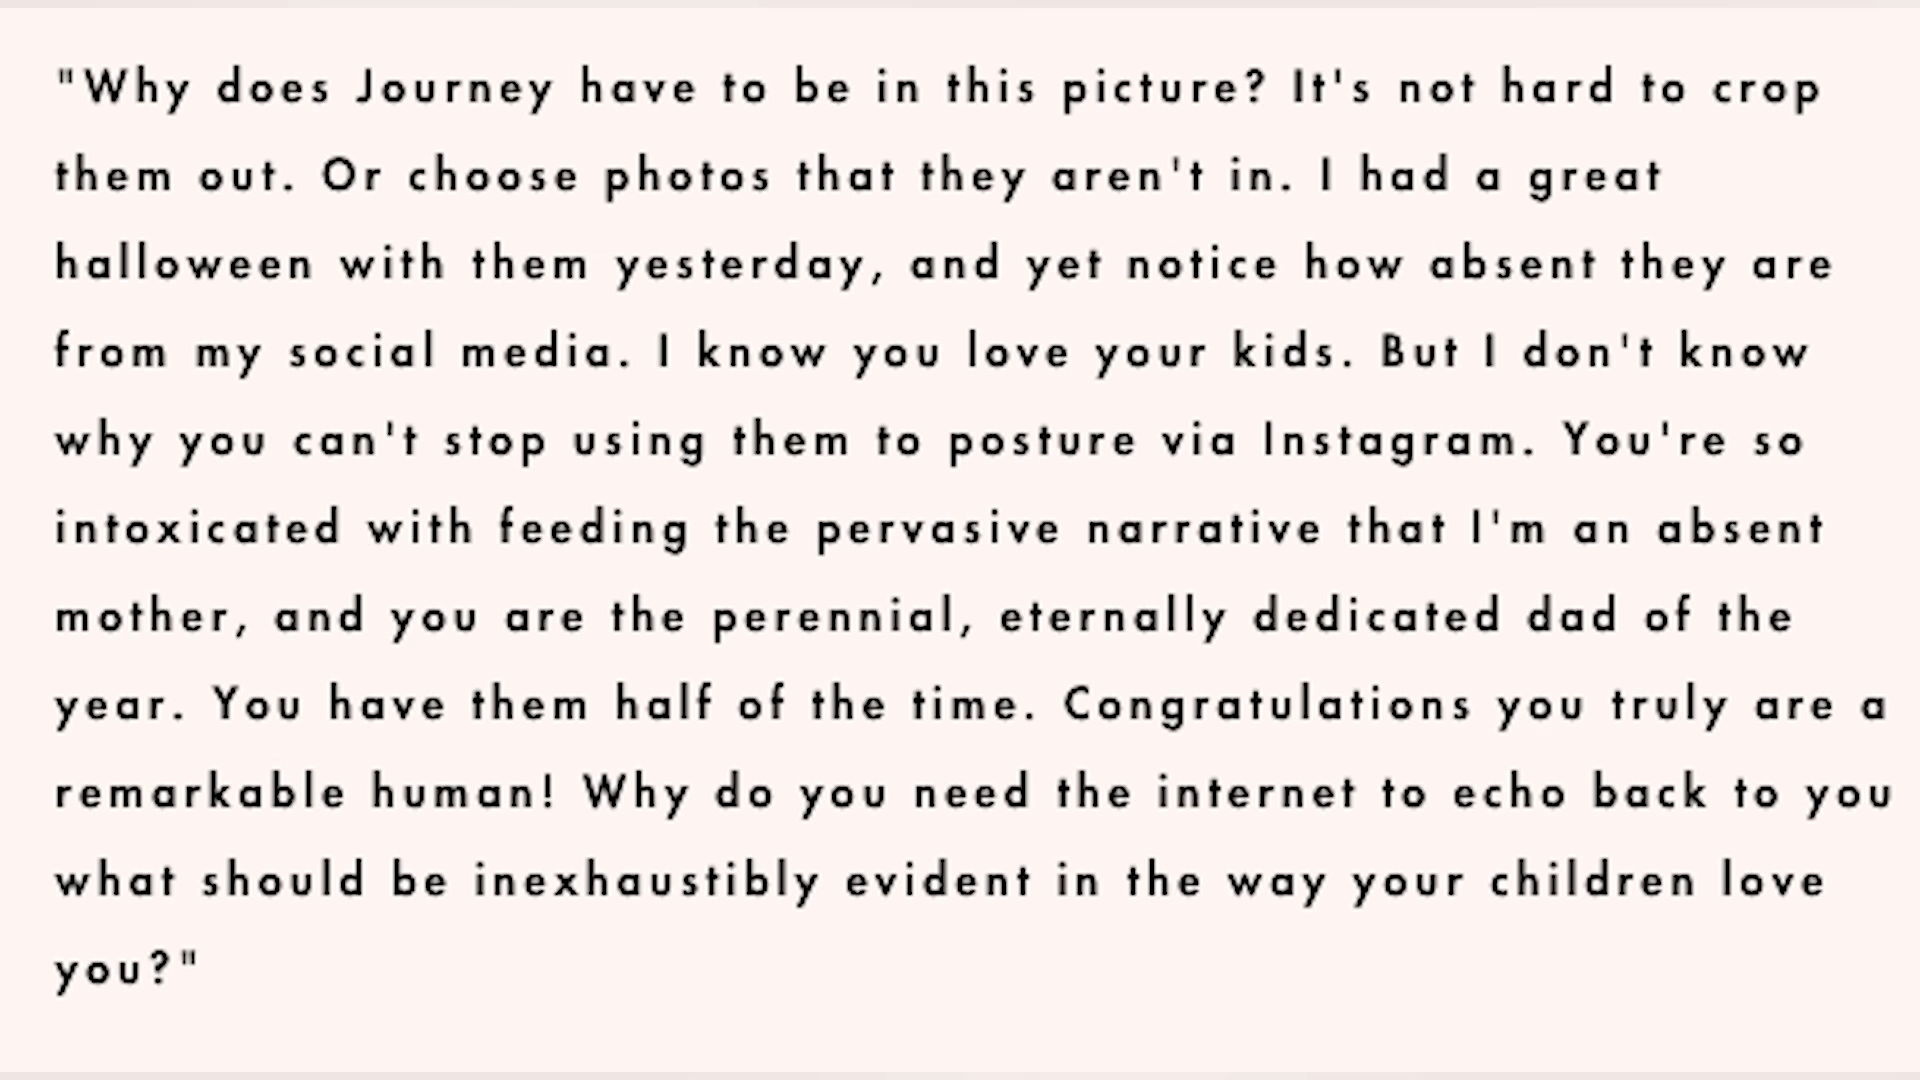 "Why does Journey have to be in this picture? It's not hard to crop
them out. Or choose photos that they aren't in. I had a great
halloween with them yesterday, and yet notice how absent they are
from my social media. I know you love your kids. But I don't know
why you can't stop using them to posture via Instagram. You're so
intoxicated with feeding the pervasive narrative that I'm an absent
mother, and you are the perennial, eternally dedicated dad of the
year. You have them half of the time. Congratulations you truly are a
remarkable human! Why do you need the internet to echo back to you
what should be inexhaustibly evident in the way your children love
you?"